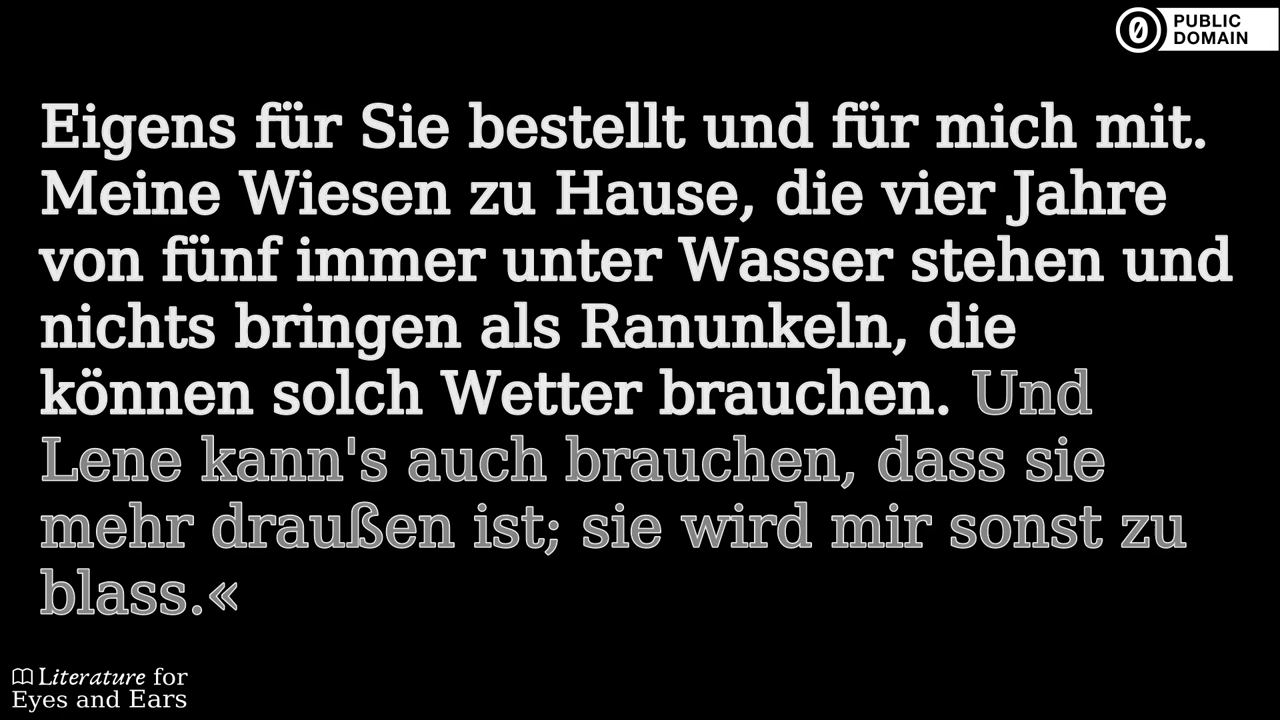 PUBLIC
DOMAIN
Eigens für Sie bestellt und für mich mit.
Meine Wiesen zu Hause, die vier Jahre
von fünf immer unter Wasser stehen und
nichts bringen als Ranunkeln, die
können solch Wetter brauchen. Und
Lene kann's auch brauchen, dass sie
mehr draußen ist; sie wird mir sonst zu
blass.«
Literature for
Eyes and Ears